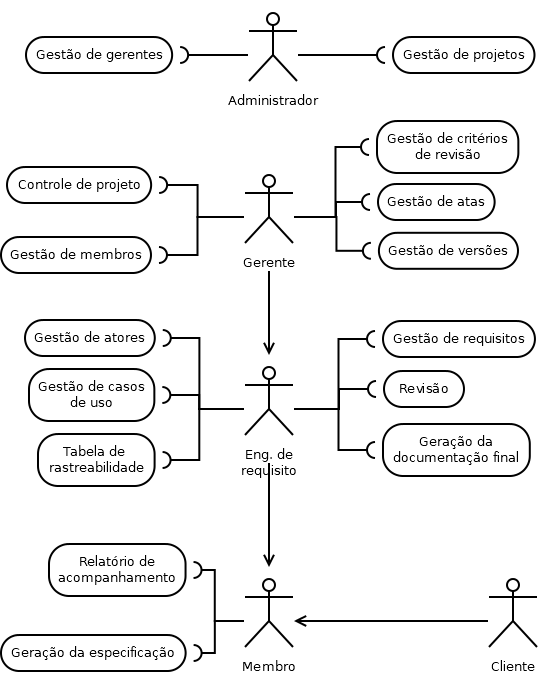 Gestão de gerentes
Gestão de projetos
Administrador
Gestão de critérios
de revisão
Controle de projeto
Gestão de atas
Gestão de membros
Gestão de versões
Gerente
Gestão de atores
Gestão de requisitos
Gestão de casos
de uso
Revisão
Tabela de
rastreabilidade
Geração da
documentação final
Eng. de
requisito
Relatório de
acompanhamento
Geração da especificação
Membro
Cliente